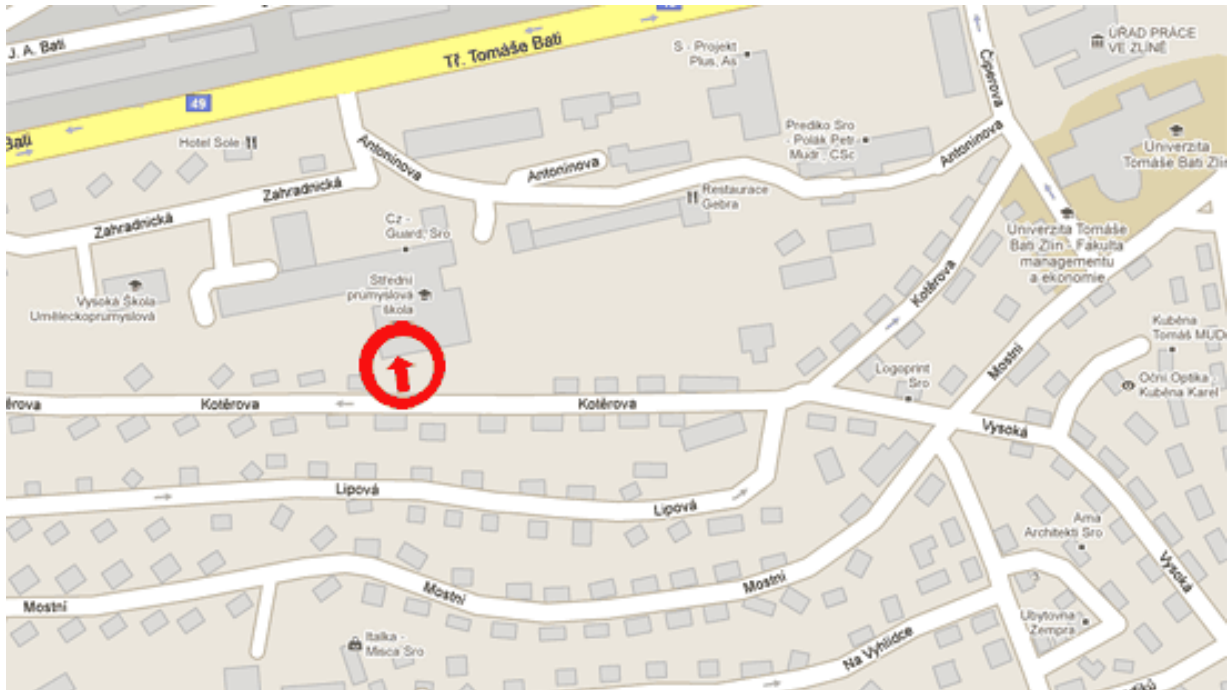 J. A. Bati
Tř. Tomáše Bati
49
Bati
Hotel Sole
Zahradnická
Zahradnická
Antonínova
Antonínova
Antonínova
S - Projekt
Plus, As
Prediko Sro
- Polák Petr
Mudr., CSc
Čiperova
ÚŘAD PRÁCE
VE ZLÍNĚ
Univerzita
Tomáše Bati Zlín
Restaurace
Gebra
Cz -
Guard, Sro
Střední
průmyslová
škola
Vysoká Škola
Uměleckoprumyslová
Univerzita Tomáše
Bati Zlín - Fakulta
managementu
a ekonomie
Kotěrova
Mostní
Kuběna
Tomáš MUDr
Logoprint
Sro
Oční Optika -
Kuběna Karel
těrova
Kotěrova
Kotěrova
Vysoká
Lipová
Lipová
Ama
Architekti Sro
Vysoká
Mostní
Mostní
Mostní
Ubytovna
Zempra
Italka -
Misca Sro
Na Vyhlídce